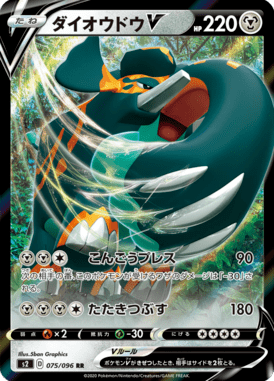 たね ダイオウドウV HP220
こんごうプレス 90
次の相手の番、このポケモンが受けるワザのダメージは「-30」される。
たたきつぶす 180
弱点 ×2 抵抗力 -30 にげる
Illus.5ban Graphics
Vルール
s2 D 075/096 RR
ポケモンVがきぜつしたとき、相手はサイドを2枚とる。
©2020 Pokémon/Nintendo/Creatures/GAME FREAK.